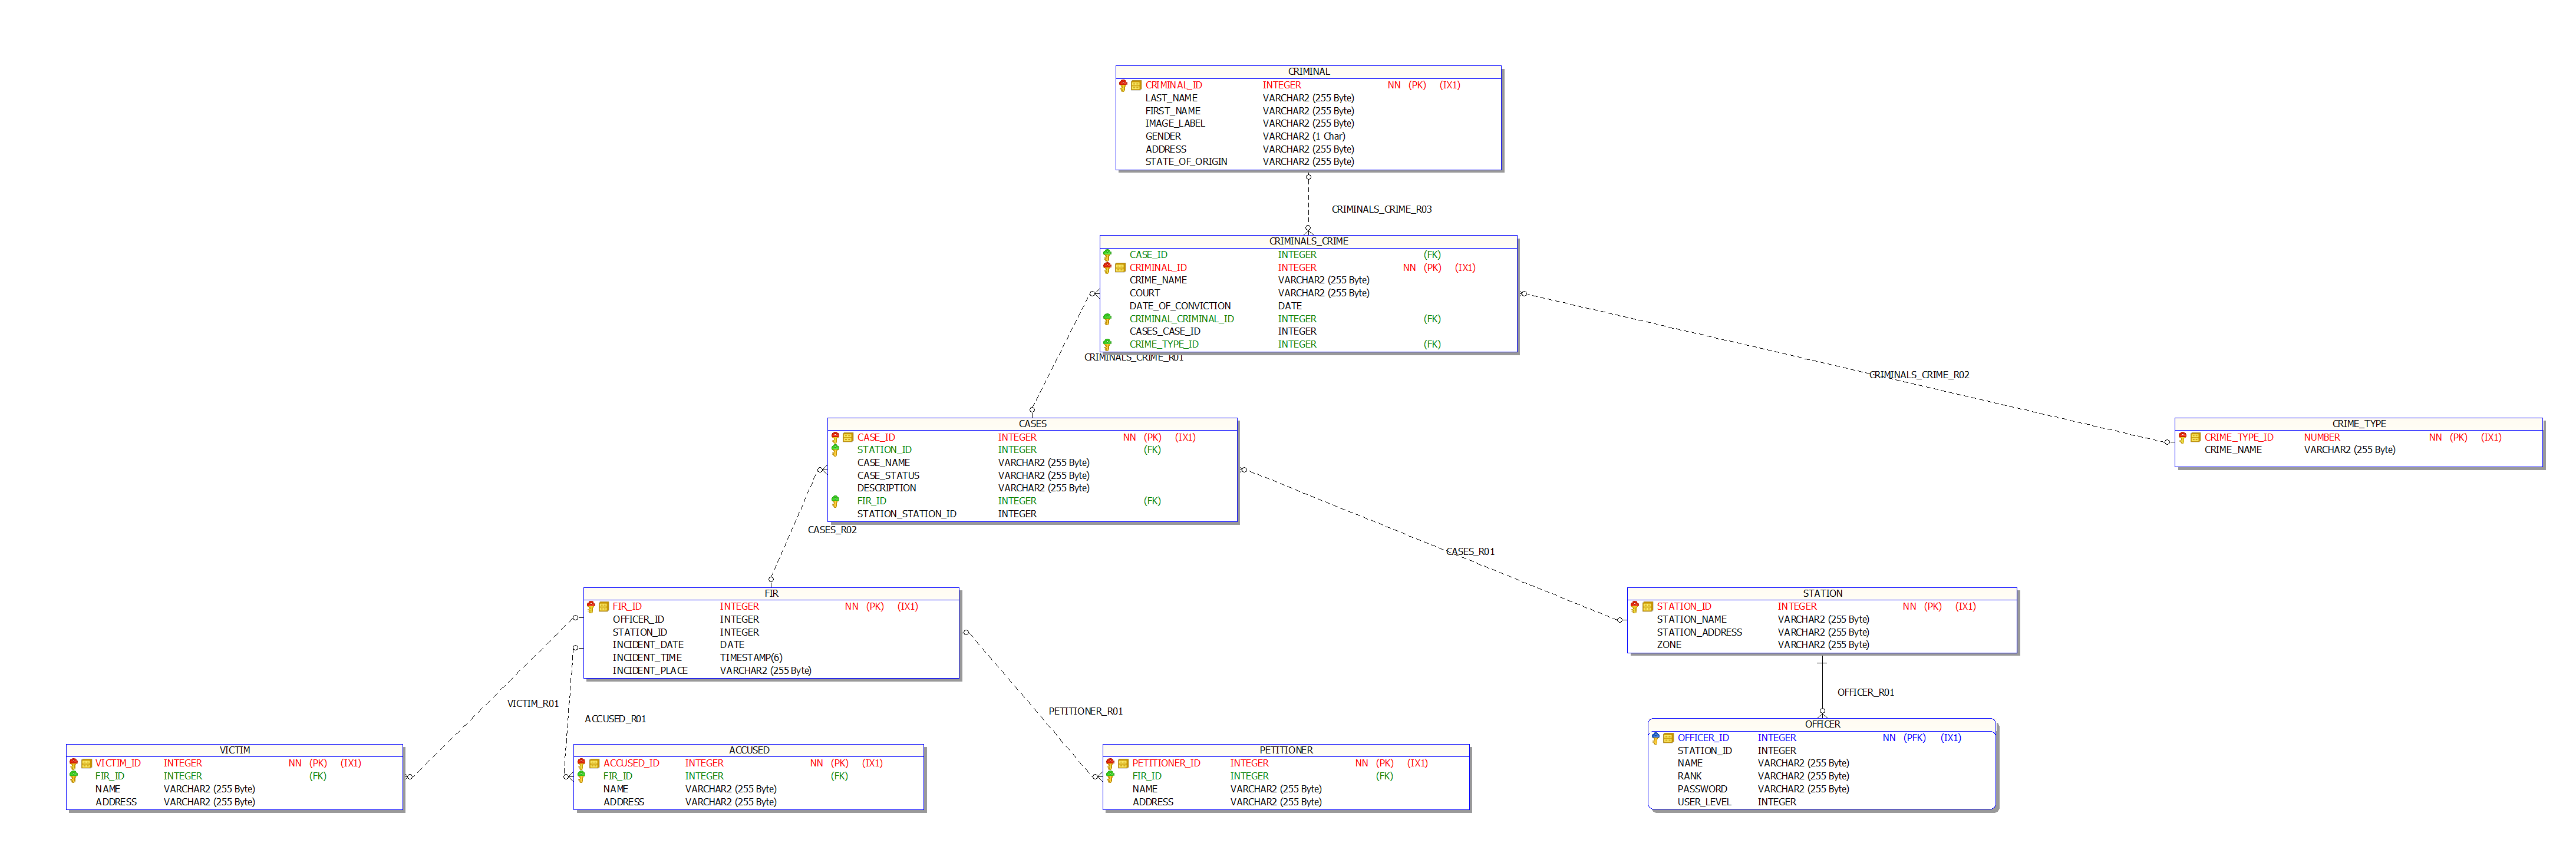 CRIMINAL
CRIMINAL_ID INTEGER NN (PK) (IX1)
LAST_NAME VARCHAR2 (255 Byte)
FIRST_NAME VARCHAR2 (255 Byte)
IMAGE_LABEL VARCHAR2 (255 Byte)
GENDER VARCHAR2 (1 Char)
ADDRESS VARCHAR2 (255 Byte)
STATE_OF_ORIGIN VARCHAR2 (255 Byte)
CRIMINALS_CRIME_R03
CRIMINALS_CRIME
CASE_ID INTEGER (FK)
CRIMINAL_ID INTEGER NN (PK) (IX1)
CRIME_NAME VARCHAR2 (255 Byte)
COURT VARCHAR2 (255 Byte)
DATE_OF_CONVICTION DATE
CRIMINAL_CRIMINAL_ID INTEGER (FK)
CASES_CASE_ID INTEGER
CRIME_TYPE_ID INTEGER (FK)
CRIMINALS_CRIME_R01
CRIMINALS_CRIME_R02
CASES
CASE_ID INTEGER NN (PK) (IX1)
STATION_ID INTEGER (FK)
CASE_NAME VARCHAR2 (255 Byte)
CASE_STATUS VARCHAR2 (255 Byte)
DESCRIPTION VARCHAR2 (255 Byte)
FIR_ID INTEGER (FK)
STATION_STATION_ID INTEGER
CRIME_TYPE
CRIME_TYPE_ID NUMBER NN (PK) (IX1)
CRIME_NAME VARCHAR2 (255 Byte)
CASES_R02
CASES_R01
FIR
FIR_ID INTEGER NN (PK) (IX1)
OFFICER_ID INTEGER
STATION_ID INTEGER
INCIDENT_DATE DATE
INCIDENT_TIME TIMESTAMP(6)
INCIDENT_PLACE VARCHAR2 (255 Byte)
STATION
STATION_ID INTEGER NN (PK) (IX1)
STATION_NAME VARCHAR2 (255 Byte)
STATION_ADDRESS VARCHAR2 (255 Byte)
ZONE VARCHAR2 (255 Byte)
VICTIM_R01
ACCUSED_R01
PETITIONER_R01
OFFICER_R01
VICTIM
VICTIM_ID INTEGER NN (PK) (IX1)
FIR_ID INTEGER (FK)
NAME VARCHAR2 (255 Byte)
ADDRESS VARCHAR2 (255 Byte)
ACCUSED
ACCUSED_ID INTEGER NN (PK) (IX1)
FIR_ID INTEGER (FK)
NAME VARCHAR2 (255 Byte)
ADDRESS VARCHAR2 (255 Byte)
PETITIONER
PETITIONER_ID INTEGER NN (PK) (IX1)
FIR_ID INTEGER (FK)
NAME VARCHAR2 (255 Byte)
ADDRESS VARCHAR2 (255 Byte)
OFFICER
OFFICER_ID INTEGER NN (PFK) (IX1)
STATION_ID INTEGER
NAME VARCHAR2 (255 Byte)
RANK VARCHAR2 (255 Byte)
PASSWORD VARCHAR2 (255 Byte)
USER_LEVEL INTEGER